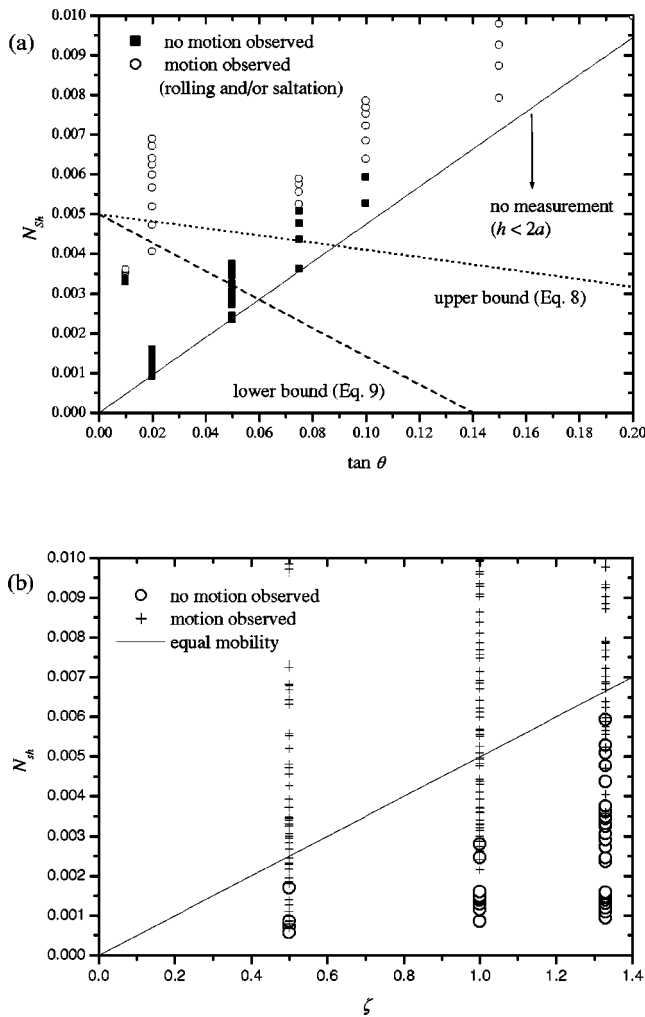 (a)
■ no motion observed
○ motion observed
(rolling and/or saltation)
no measurement
(h < 2a)
upper bound (Eq. 8)
lower bound (Eq. 9)
N_Sh
0.010
0.009
0.008
0.007
0.006
0.005
0.004
0.003
0.002
0.001
0.000
0.00 0.02 0.04 0.06 0.08 0.10 0.12 0.14 0.16 0.18 0.20
tan θ
(b)
○ no motion observed
+ motion observed
equal mobility
N_sh
0.010
0.009
0.008
0.007
0.006
0.005
0.004
0.003
0.002
0.001
0.000
0.0 0.2 0.4 0.6 0.8 1.0 1.2 1.4
ζ